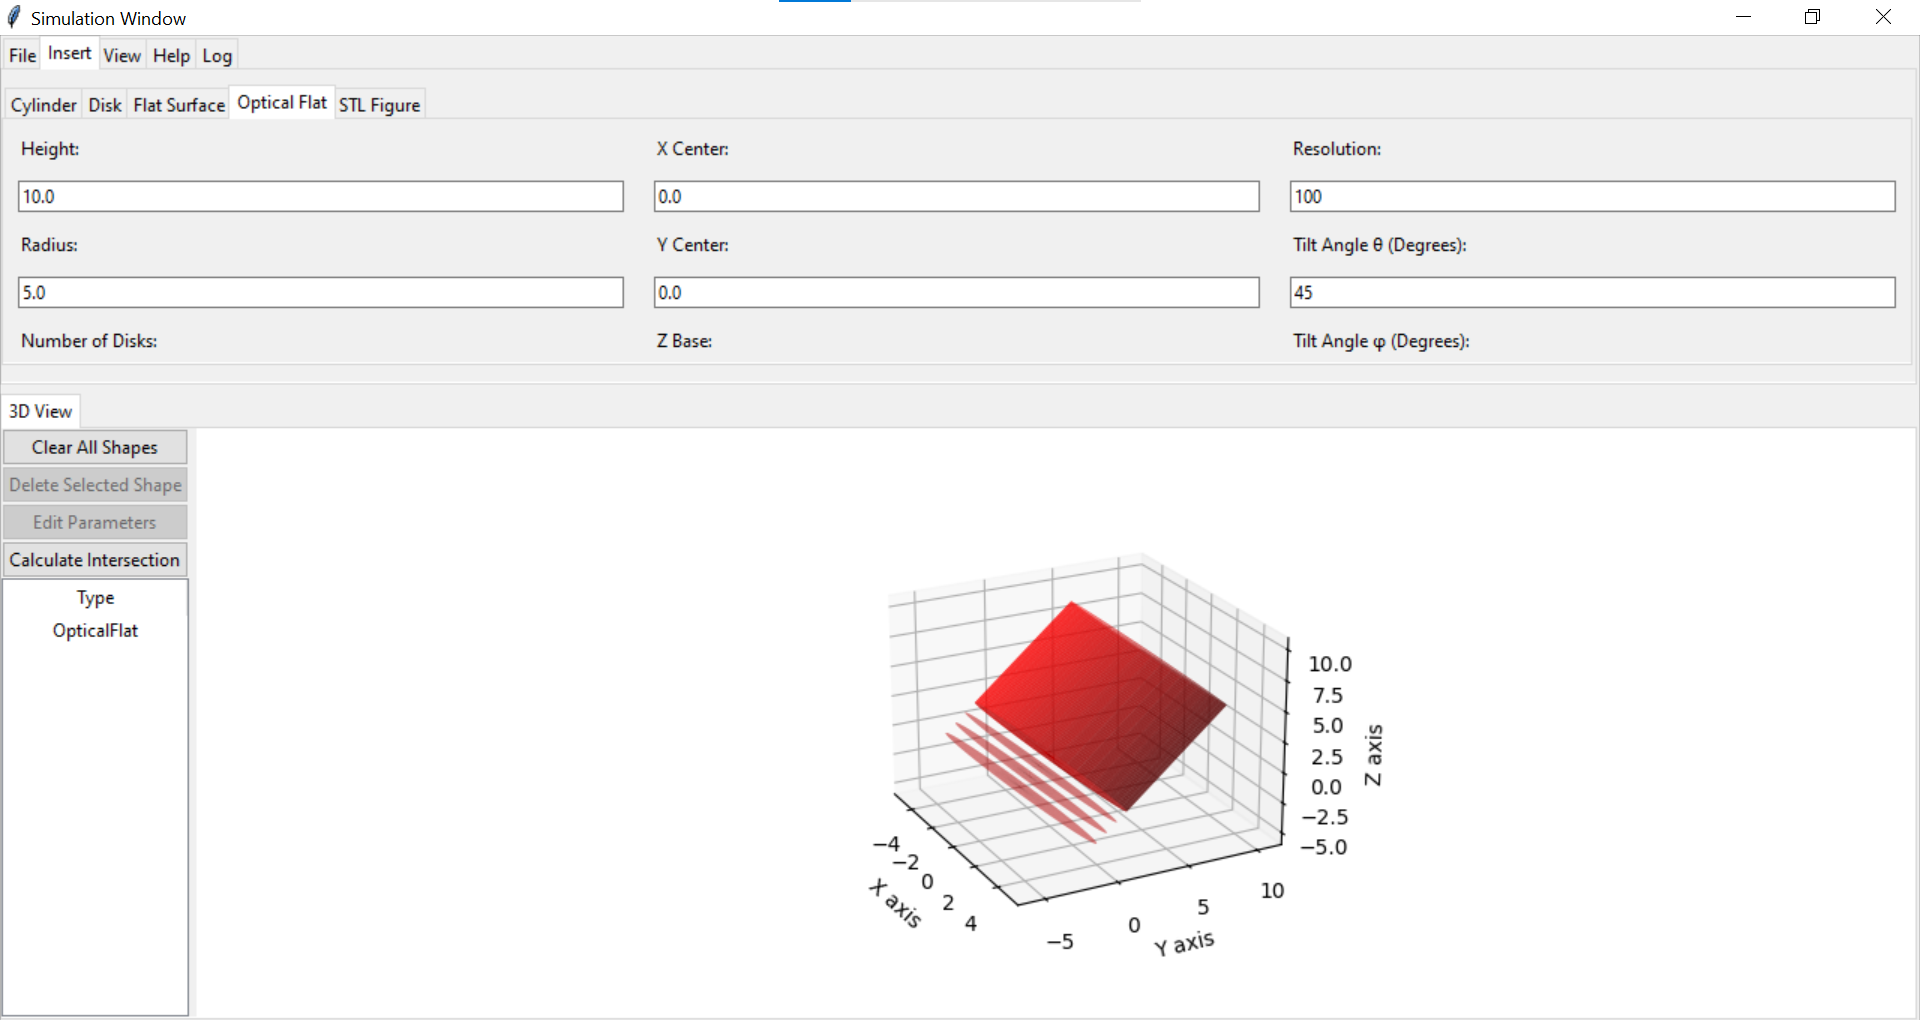 Simulation Window
File Insert View Help Log
Cylinder Disk Flat Surface Optical Flat STL Figure
Height: X Center: Resolution:
10.0 0.0 100
Radius: Y Center: Tilt Angle θ (Degrees):
5.0 0.0 45
Number of Disks: Z Base: Tilt Angle φ (Degrees):
3D View
Clear All Shapes
Delete Selected Shape
Edit Parameters
Calculate Intersection
Type
OpticalFlat
10.0
7.5
5.0
2.5
0.0
−2.5
−5.0
Z axis
−4
−2
0
2
4
X axis
−5
0
5
10
Y axis